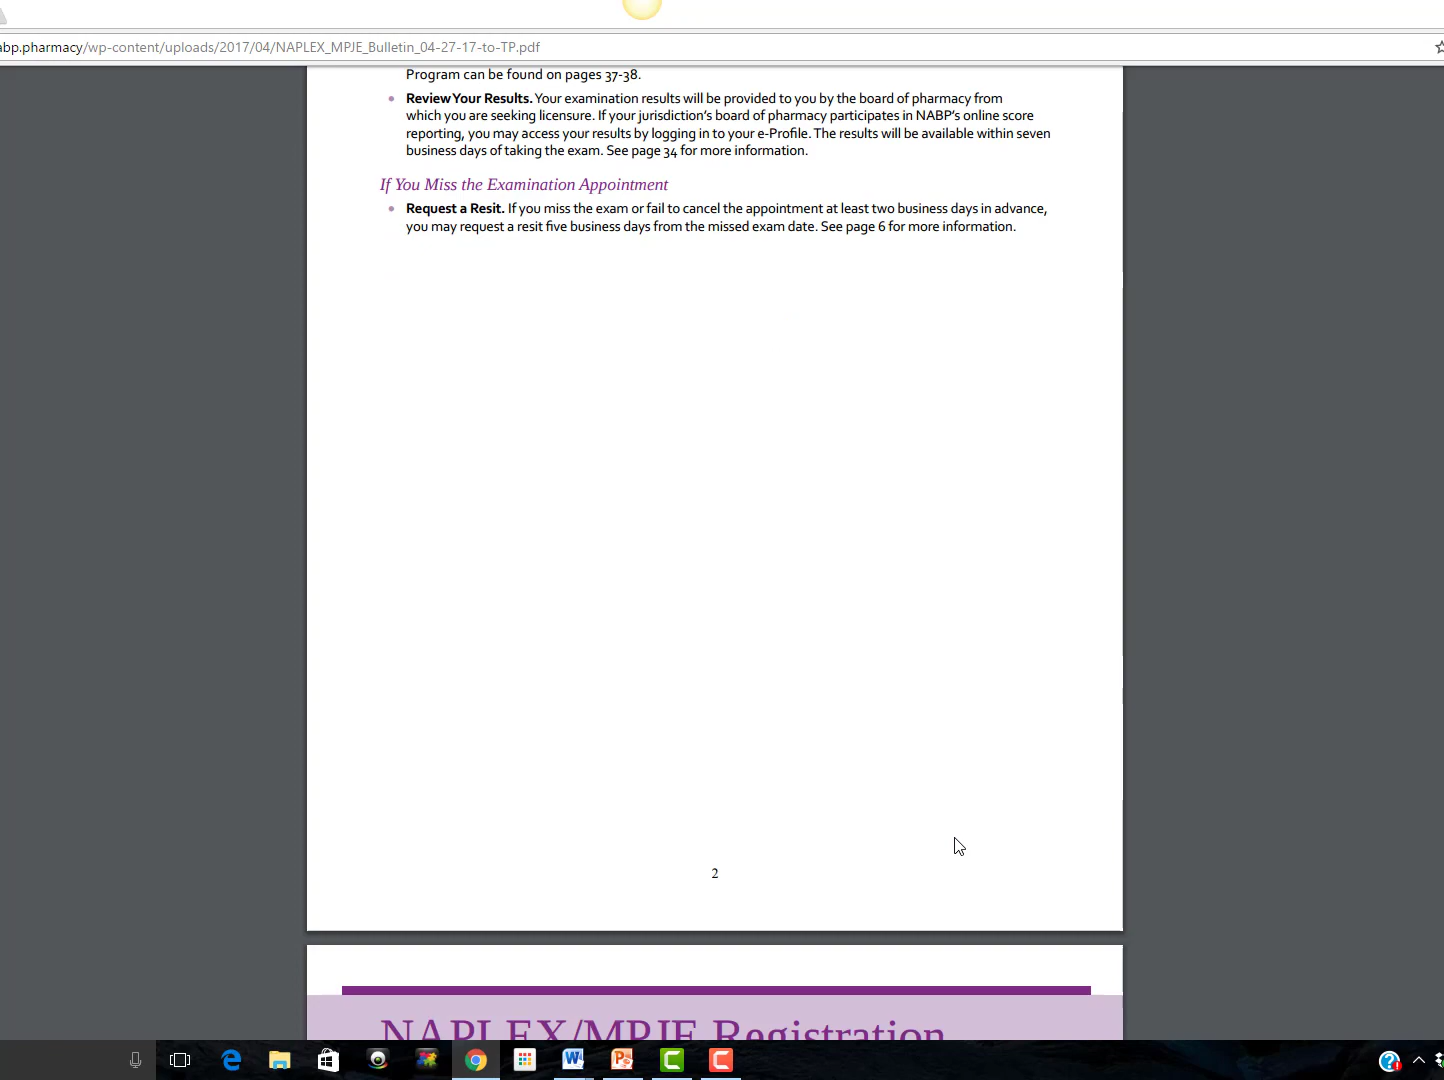 abp.pharmacy/wp-content/uploads/2017/04/NAPLEX_MPJE_Bulletin_04-27-17-to-TP.pdf
Program can be found on pages 37-38.
• Review Your Results. Your examination results will be provided to you by the board of pharmacy from
which you are seeking licensure. If your jurisdiction's board of pharmacy participates in NABP's online score
reporting, you may access your results by logging in to your e-Profile. The results will be available within seven
business days of taking the exam. See page 34 for more information.
If You Miss the Examination Appointment
• Request a Resit. If you miss the exam or fail to cancel the appointment at least two business days in advance,
you may request a resit five business days from the missed exam date. See page 6 for more information.
2
NAPLEX/MPJE Registration